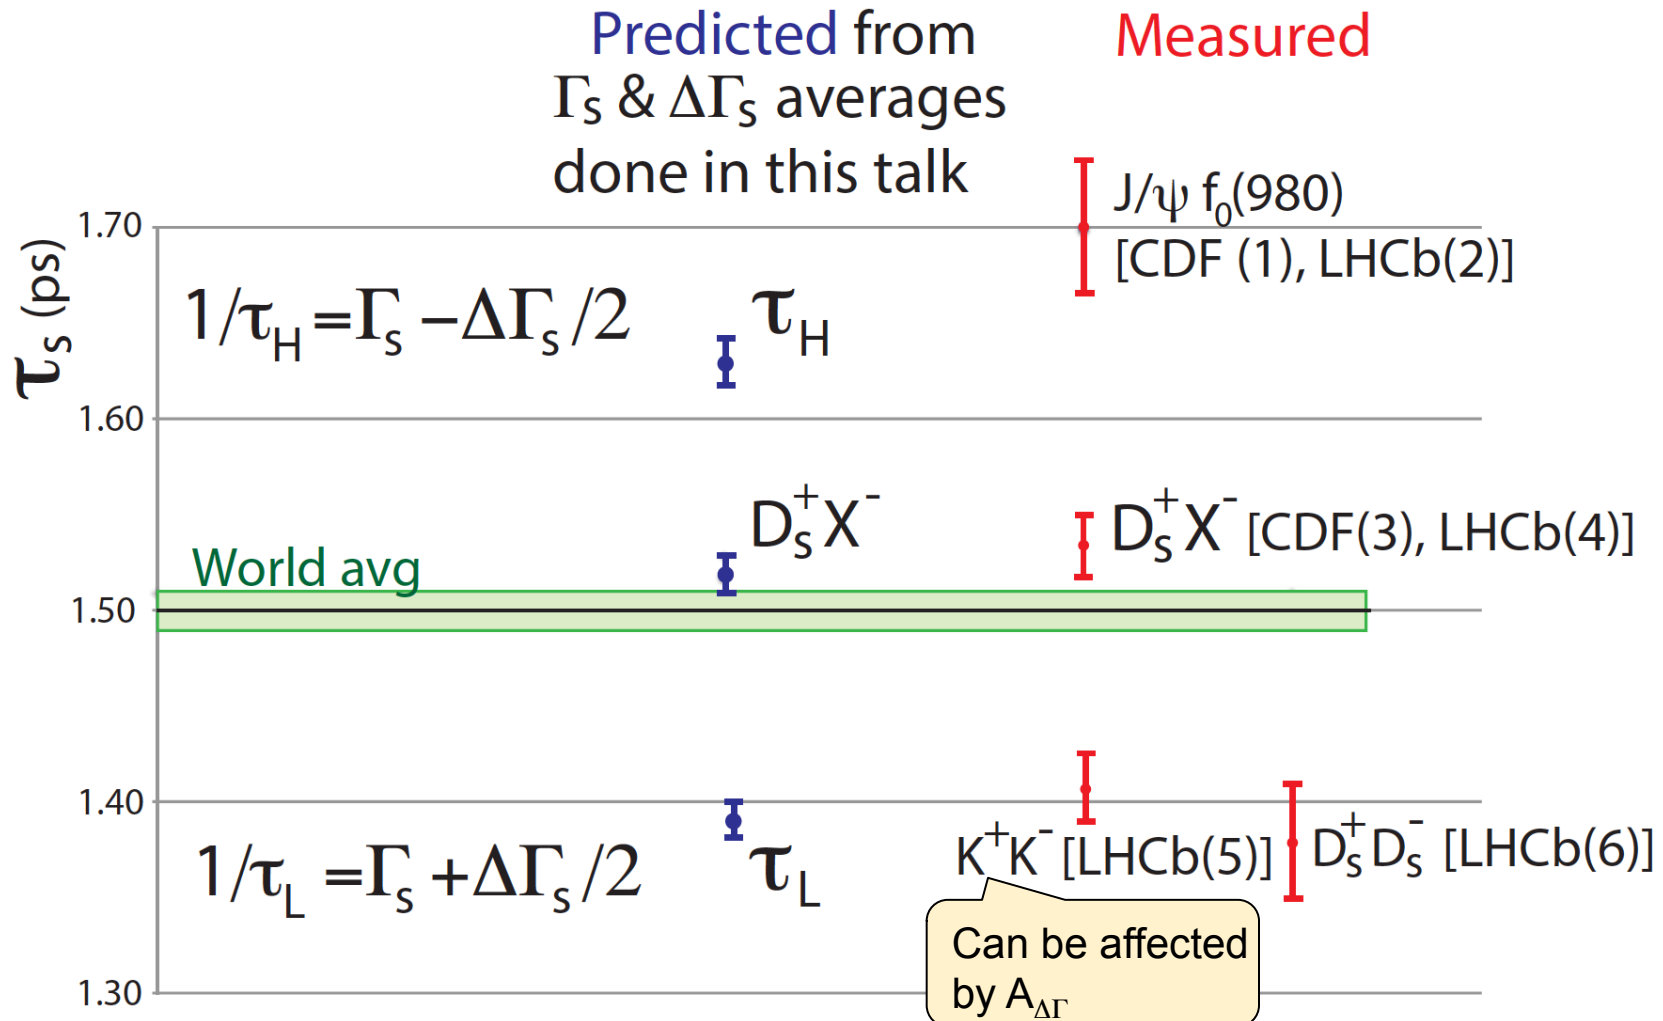 Predicted from
Γs & ΔΓs averages
done in this talk
Measured
τs (ps)
1.70
J/ψ f0(980)
[CDF (1), LHCb(2)]
1/τH =Γs −ΔΓs /2
τH
1.60
Ds+X-
Ds+X- [CDF(3), LHCb(4)]
World avg
1.50
1.40
1/τL =Γs +ΔΓs /2
τL
K+K- [LHCb(5)]
Ds+Ds- [LHCb(6)]
Can be affected
by AΔΓ
1.30